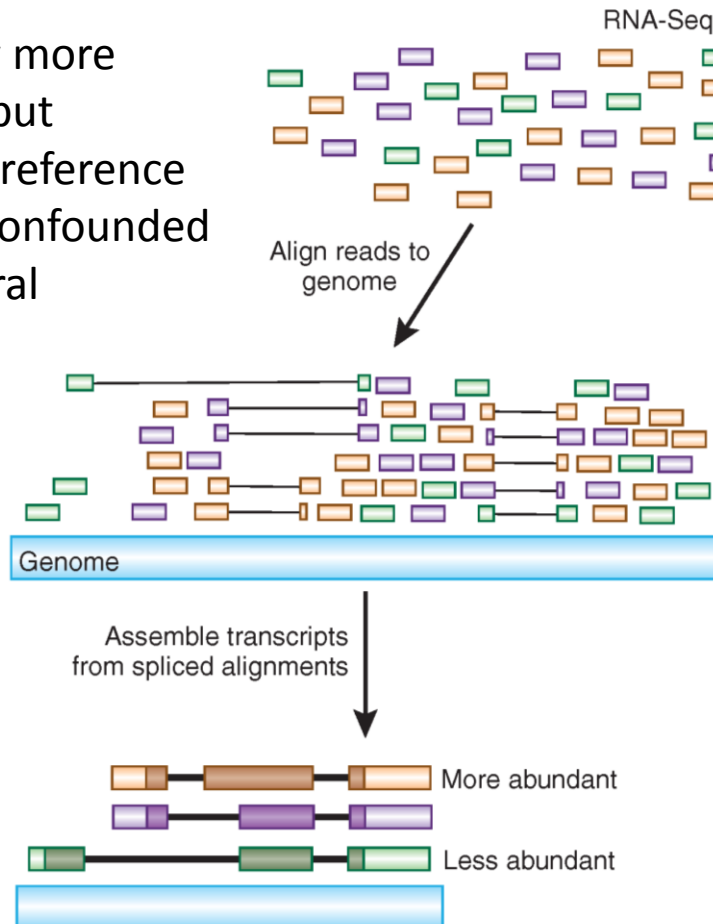 more
out
reference
onfounded
ral
RNA-Seq
Align reads to
genome
Genome
Assemble transcripts
from spliced alignments
More abundant
Less abundant